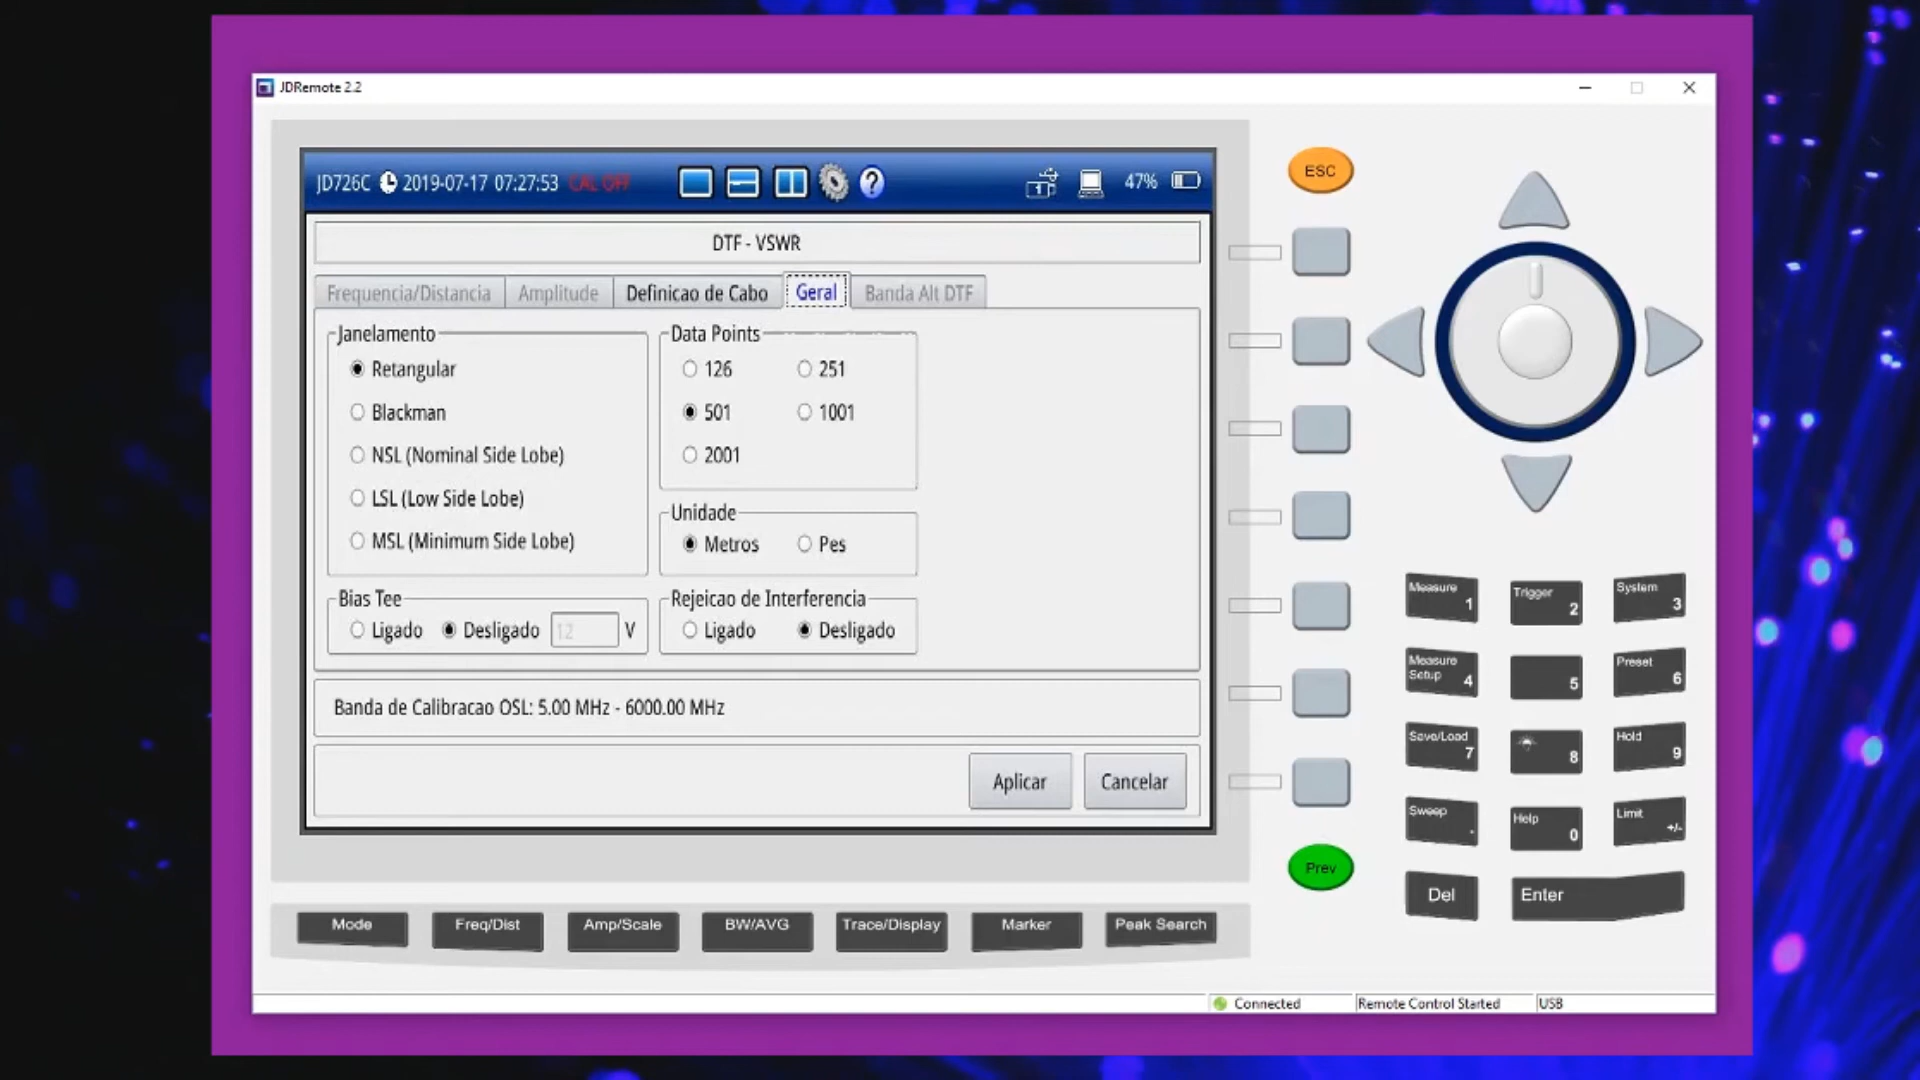 JDRemote 2.2
JD726C 2019-07-17 07:27:53 CAL OFF 47%
DTF - VSWR
Frequencia/Distancia Amplitude Definicao de Cabo Geral Banda Alt DTF
Janelamento
Retangular
Blackman
NSL (Nominal Side Lobe)
LSL (Low Side Lobe)
MSL (Minimum Side Lobe)
Data Points
126 251
501 1001
2001
Unidade
Metros Pes
Bias Tee
Ligado Desligado 12 V
Rejeicao de Interferencia
Ligado Desligado
Banda de Calibracao OSL: 5.00 MHz - 6000.00 MHz
Aplicar Cancelar
ESC
Prev
Measure 1 Trigger 2 System 3
Measure Setup 4 5 Preset 6
Save/Load 7 8 Hold 9
Sweep . Help 0 Limit +/-
Del Enter
Mode Freq/Dist Amp/Scale BW/AVG Trace/Display Marker Peak Search
Connected Remote Control Started USB